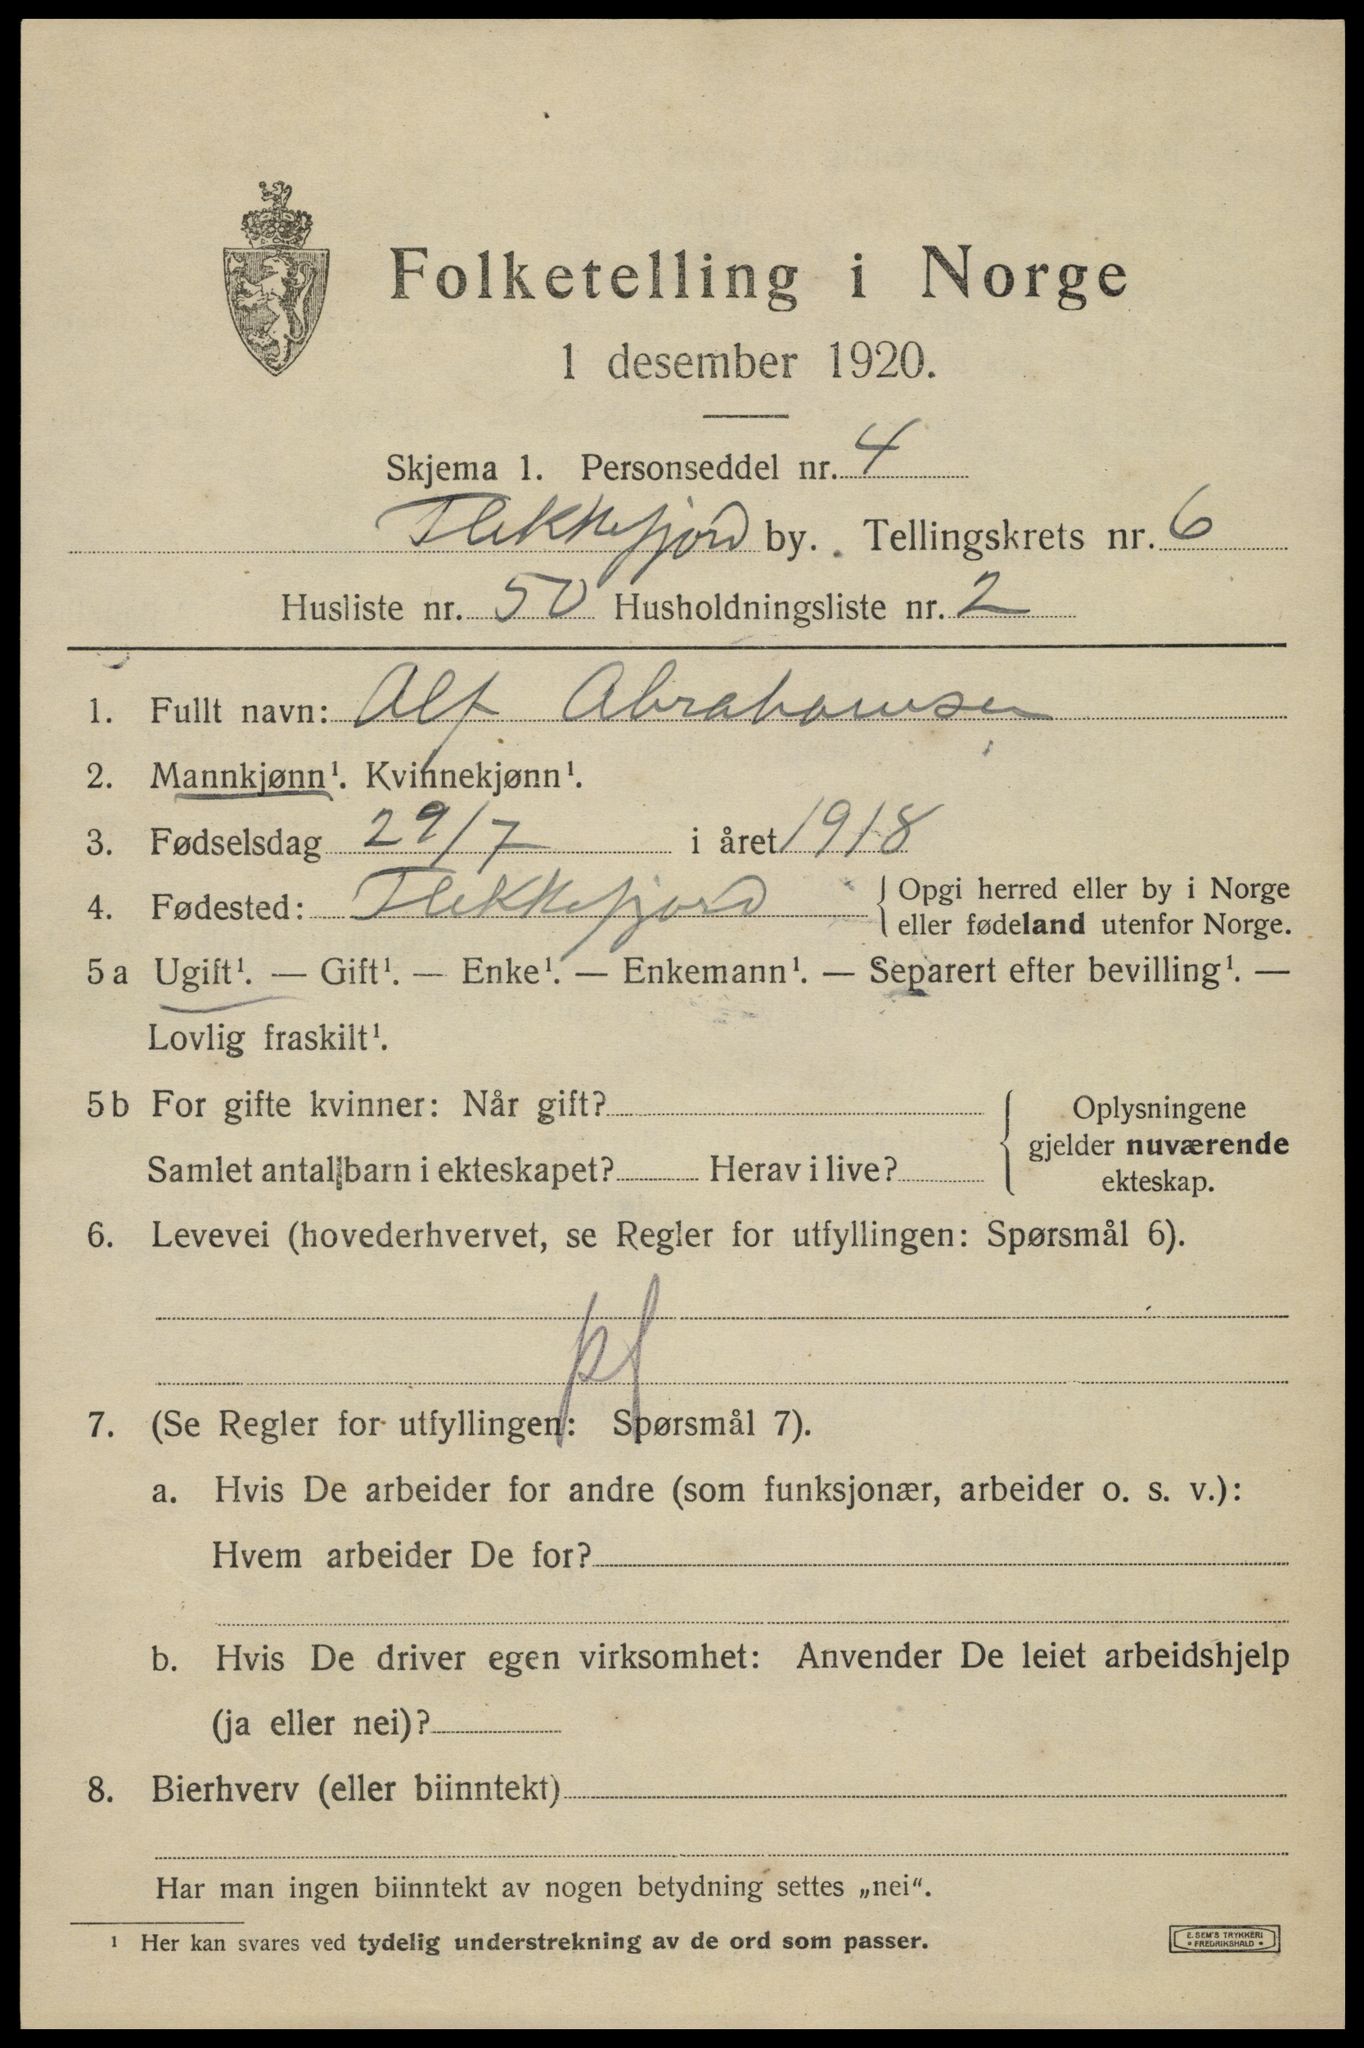 Folketelling i Norge
1 desember 1920.
Skjema 1. Personseddel nr. 4
Flekkefjord by. Tellingskrets nr. 6
Husliste nr. 50 Husholdningsliste nr. 2
1. Fullt navn: Alf Abrahamsen
2. Mannkjønn¹. Kvinnekjønn¹.
3. Fødselsdag 29/7 i året 1918
4. Fødested: Flekkefjord { Opgi herred eller by i Norge
eller fødeland utenfor Norge.
5 a Ugift¹. — Gift¹. — Enke¹. — Enkemann¹. — Separert efter bevilling¹. —
Lovlig fraskilt¹.
5 b For gifte kvinner: Når gift?
Samlet antal barn i ekteskapet? Herav i live?
{ Oplysningene
gjelder nuværende
ekteskap.
6. Levevei (hovederhvervet, se Regler for utfyllingen: Spørsmål 6).
pf
7. (Se Regler for utfyllingen: Spørsmål 7).
a. Hvis De arbeider for andre (som funksjonær, arbeider o. s. v.):
Hvem arbeider De for?
b. Hvis De driver egen virksomhet: Anvender De leiet arbeidshjelp
(ja eller nei)?
8. Bierhverv (eller biinntekt)
Har man ingen biinntekt av nogen betydning settes „nei“.
¹ Her kan svares ved tydelig understrekning av de ord som passer.
E. SEM'S TRYKKERI
• FREDRIKSHALD •